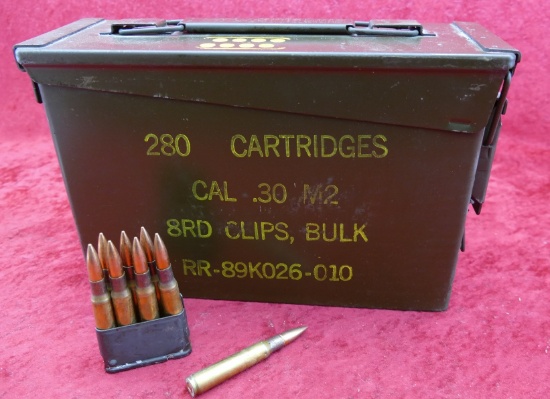 280 CARTRIDGES
CAL .30 M2
8RD CLIPS, BULK
RR-89K026-010